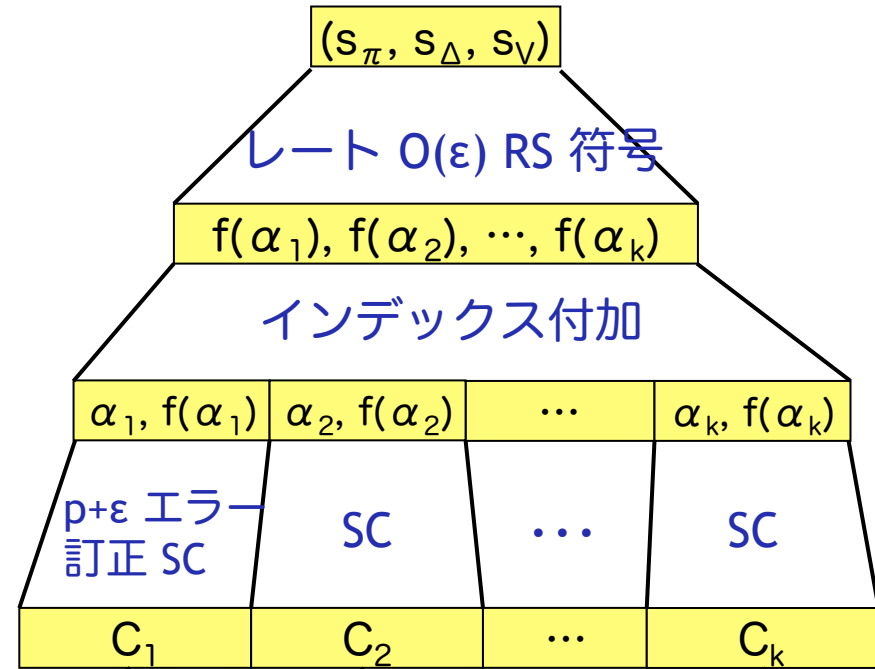 (s_π, s_Δ, s_V)
レート O(ε) RS 符号
f(α_1), f(α_2), …, f(α_k)
インデックス付加
α_1, f(α_1) α_2, f(α_2) … α_k, f(α_k)
p+ε エラー
訂正 SC SC … SC
C_1 C_2 … C_k